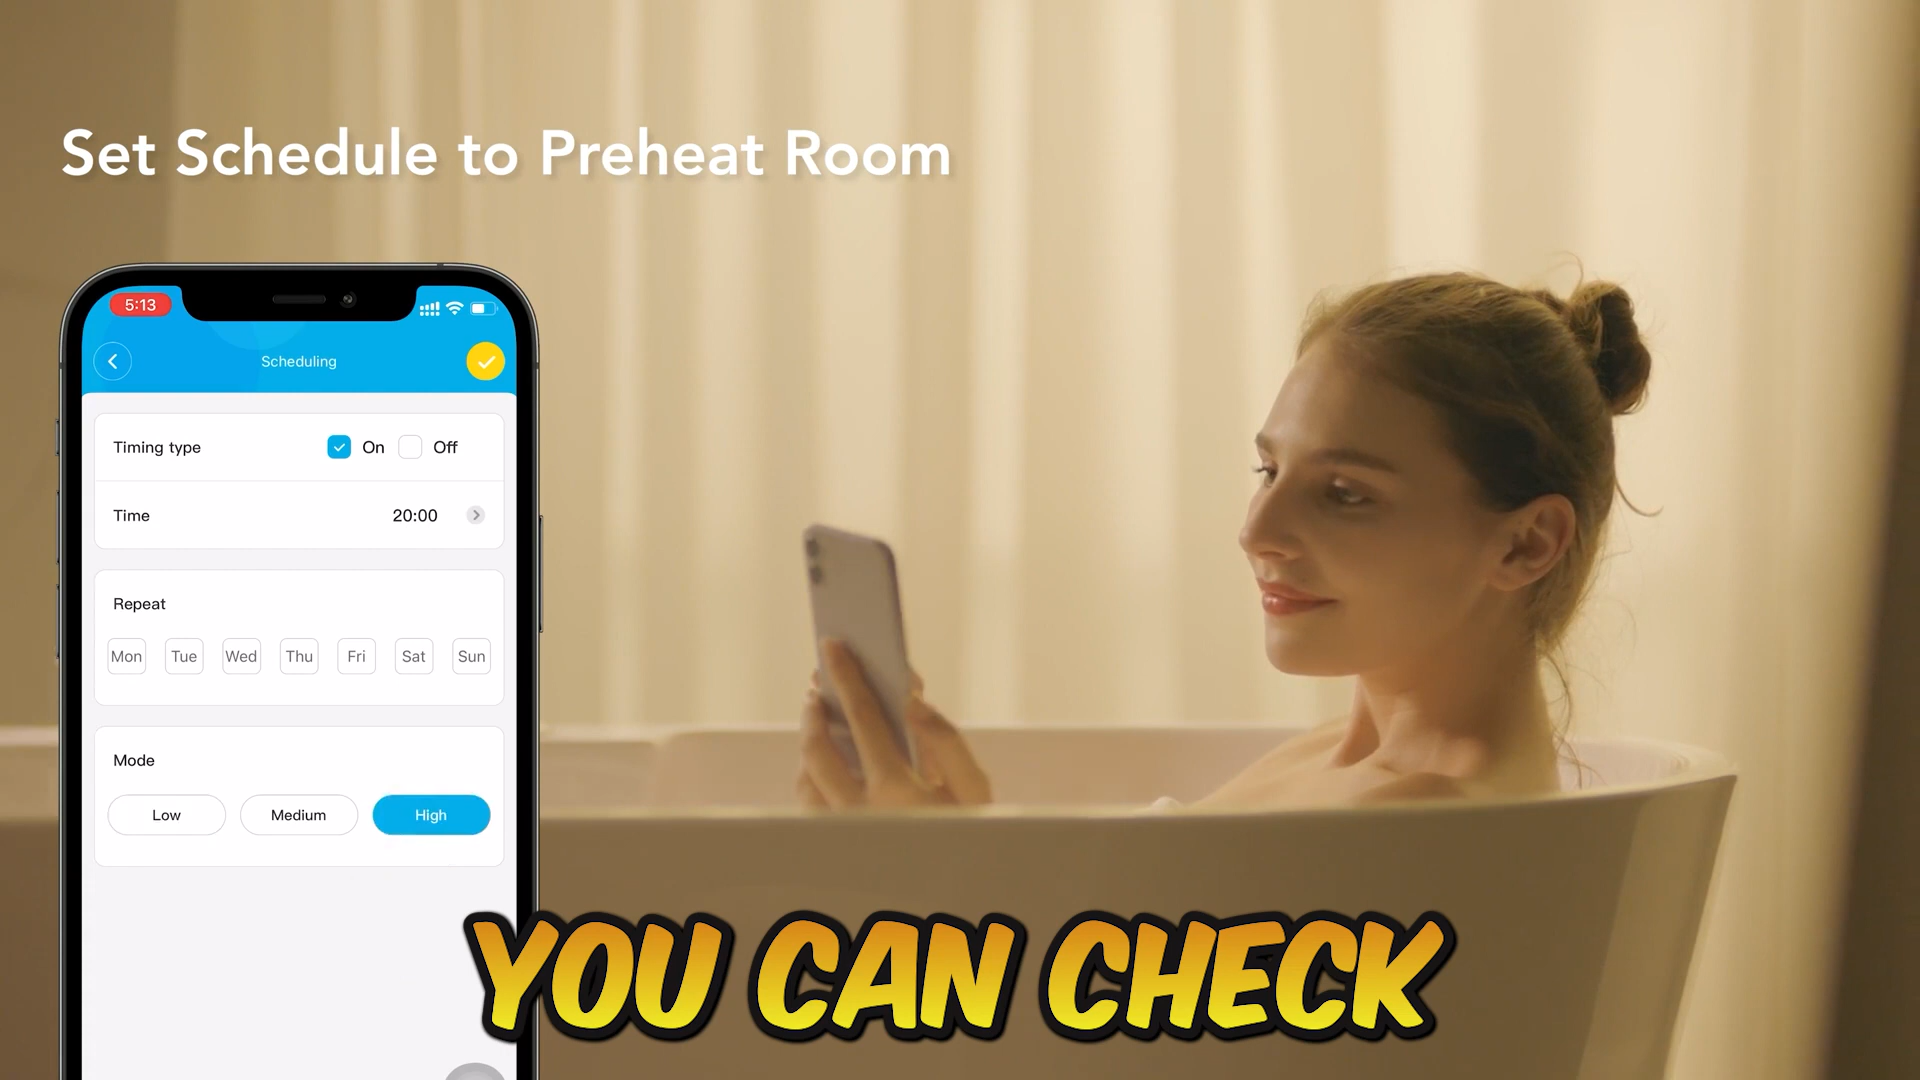 Set Schedule to Preheat Room
5:13
Scheduling
Timing type On Off
Time 20:00
Repeat
Mon Tue Wed Thu Fri Sat Sun
Mode
Low Medium High
YOU CAN CHECK